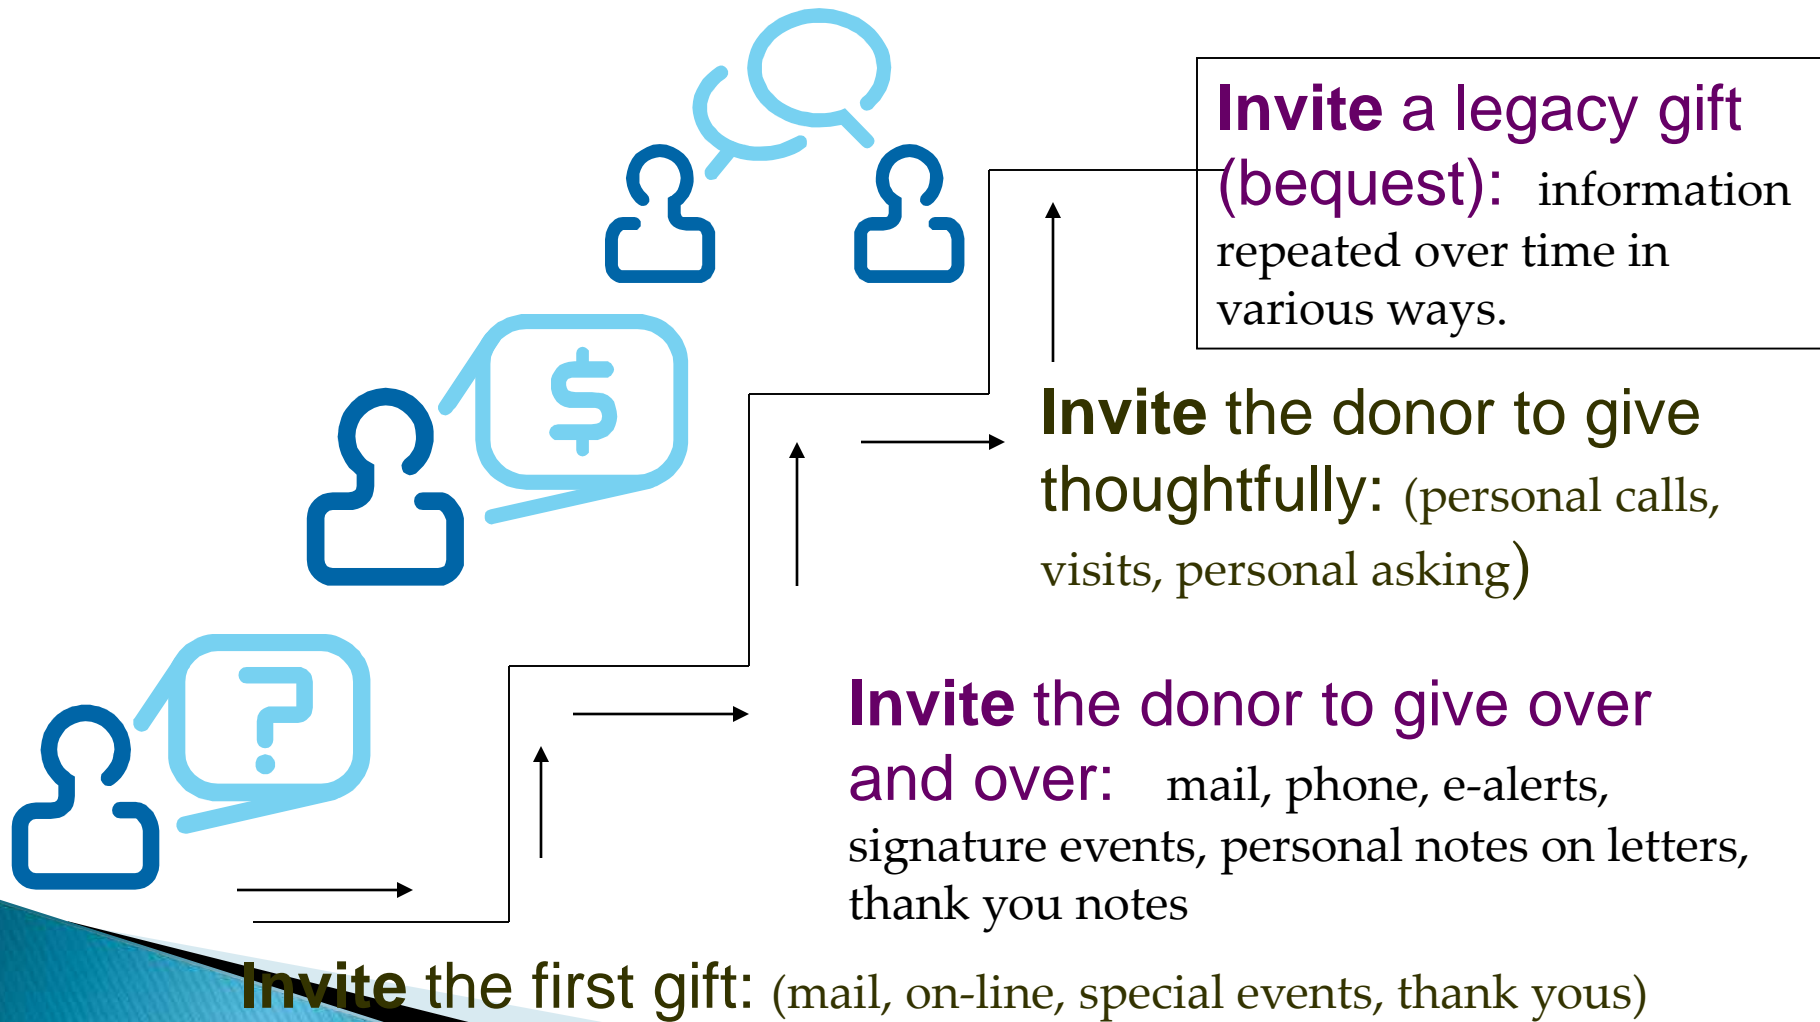 Invite a legacy gift
(bequest): information
repeated over time in
various ways.
Invite the donor to give
thoughtfully: (personal calls,
visits, personal asking)
Invite the donor to give over
and over: mail, phone, e-alerts,
signature events, personal notes on letters,
thank you notes
Invite the first gift: (mail, on-line, special events, thank yous)
$
?